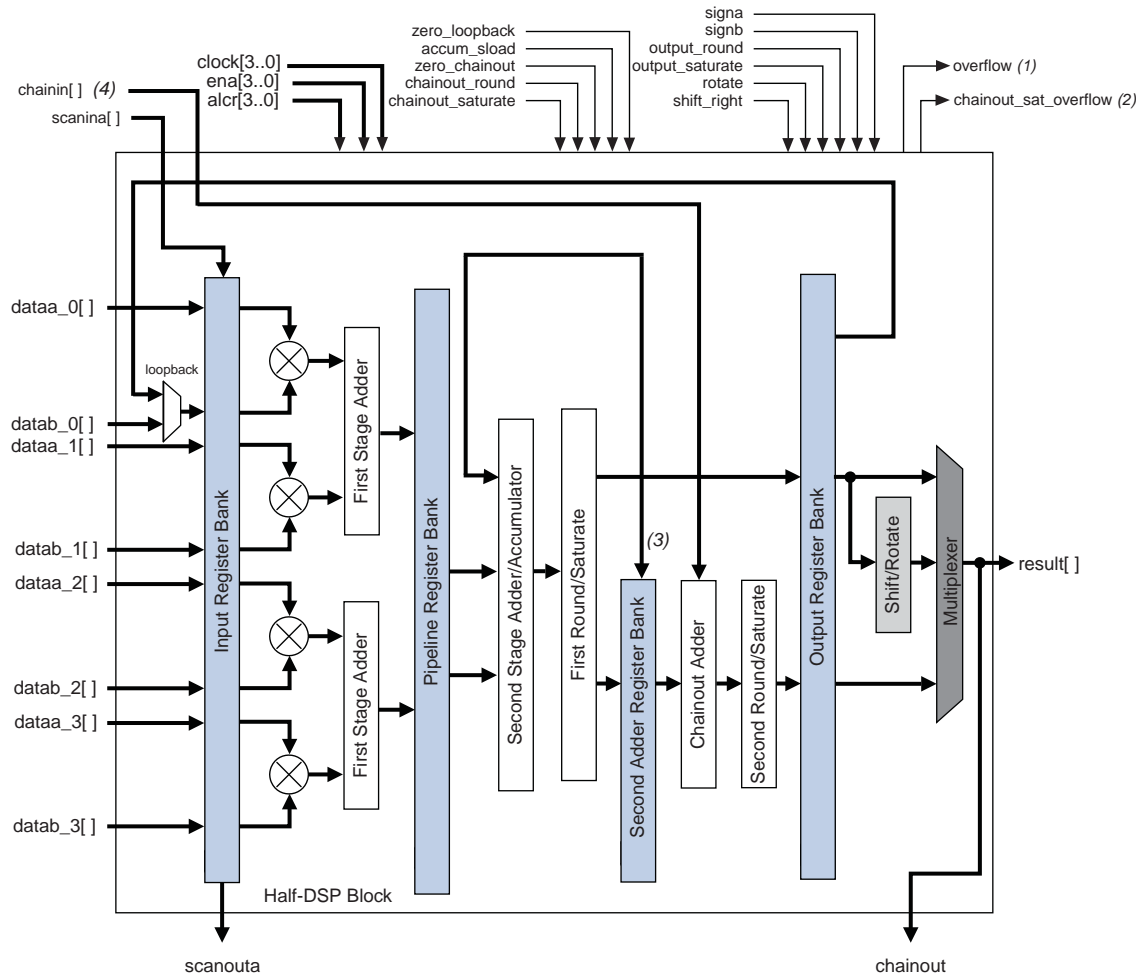 signa
signb
output_round
output_saturate
rotate
shift_right
zero_loopback
accum_sload
zero_chainout
chainout_round
chainout_saturate
clock[3..0]
ena[3..0]
alcr[3..0]
chainin[ ] (4)
scanina[ ]
overflow (1)
chainout_sat_overflow (2)
dataa_0[ ]
loopback
datab_0[ ]
dataa_1[ ]
datab_1[ ]
dataa_2[ ]
datab_2[ ]
dataa_3[ ]
datab_3[ ]
Input Register Bank
First Stage Adder
First Stage Adder
Pipeline Register Bank
Second Stage Adder/Accumulator
First Round/Saturate
(3)
Second Adder Register Bank
Chainout Adder
Second Round/Saturate
Output Register Bank
Shift/Rotate
Multiplexer
result[ ]
Half-DSP Block
scanouta
chainout